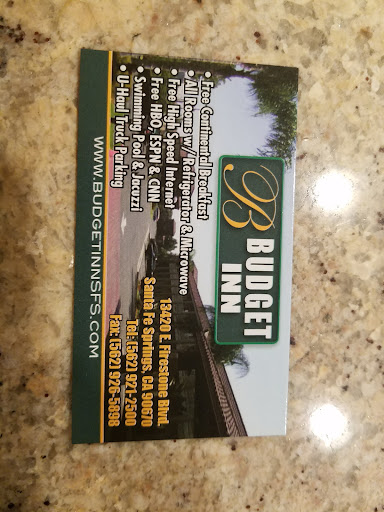 B
BUDGET
INN
• Free Continental Breakfast
• All Rooms w/ Refrigerator & Microwave
• Free High Speed Internet
• Free HBO, ESPN & CNN
• Swimming Pool & Jacuzzi
• U-Haul Truck Parking
13420 E. Firestone Blvd.
Santa Fe Springs, CA 90670
Tel: (562) 921-2500
Fax: (562) 926-5898
WWW.BUDGETINNSFS.COM